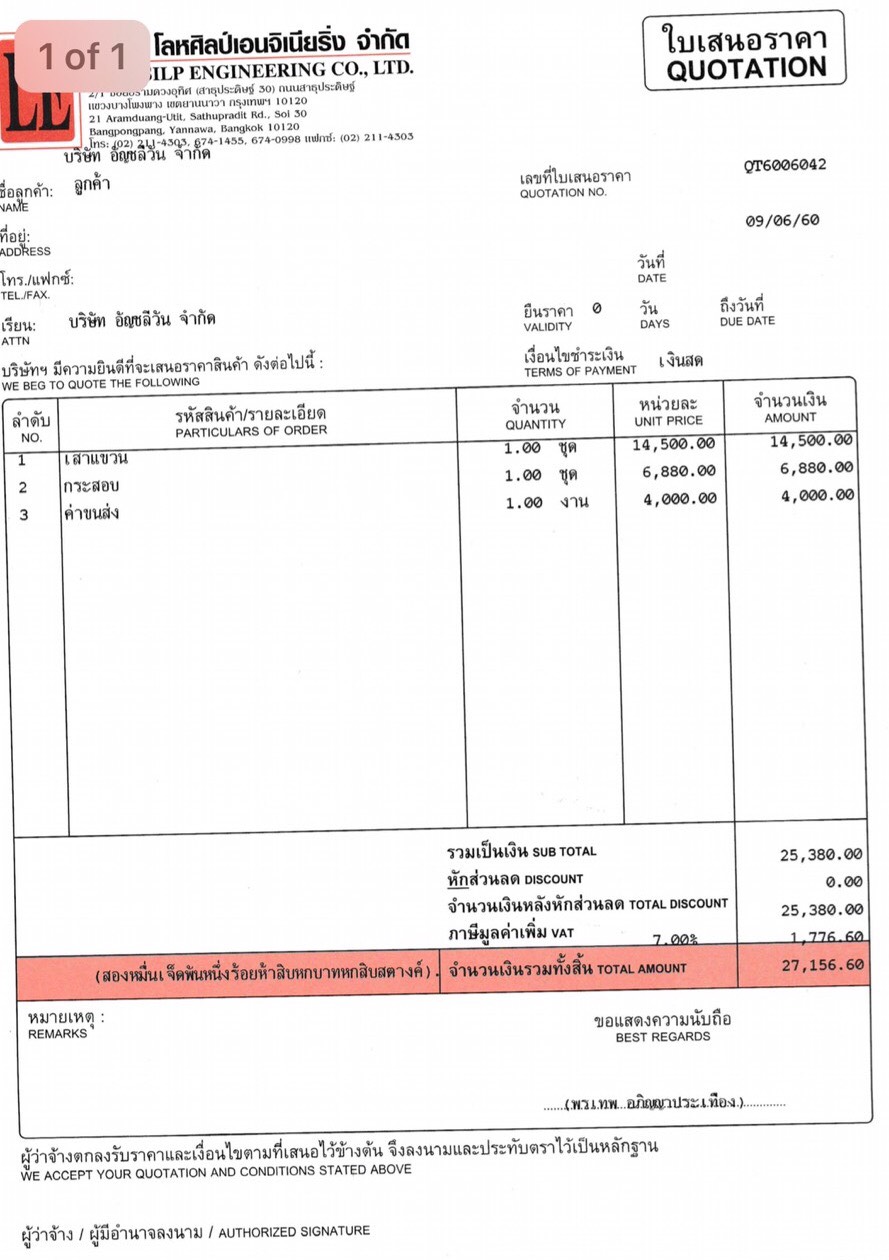 1 of 1
โลหศิลป์เอนจิเนียริ่ง จำกัด
SILP ENGINEERING CO., LTD.
(สาธุประดิษฐ์ 30) ถนนสาธุประดิษฐ์
แขวงบางโพงพาง เขตยานนาวา กรุงเทพฯ 10120
21 Aramduang-Utit, Sathupradit Rd., Soi 30
Bangpongpang, Yannawa, Bangkok 10120
โทร: (02) 211-4303, 674-1455, 674-0998 แฟกซ์: (02) 211-4303
ใบเสนอราคา
QUOTATION
บริษัท อัญชลีวัน จำกัด
ชื่อลูกค้า: ลูกค้า
NAME
เลขที่ใบเสนอราคา QT6006042
QUOTATION NO.
ที่อยู่:
ADDRESS
09/06/60
โทร./แฟกซ์:
TEL./FAX.
วันที่
DATE
เรียน: บริษัท อัญชลีวัน จำกัด
ATTN
ยืนราคา 0 วัน ถึงวันที่
VALIDITY DAYS DUE DATE
บริษัทฯ มีความยินดีที่จะเสนอราคาสินค้า ดังต่อไปนี้ :
WE BEG TO QUOTE THE FOLLOWING
เงื่อนไขชำระเงิน เงินสด
TERMS OF PAYMENT
ลำดับ รหัสสินค้า/รายละเอียด จำนวน หน่วยละ จำนวนเงิน
NO. PARTICULARS OF ORDER QUANTITY UNIT PRICE AMOUNT
1 เสาแขวน 1.00 ชุด 14,500.00 14,500.00
2 กระสอบ 1.00 ชุด 6,880.00 6,880.00
3 ค่าขนส่ง 1.00 งาน 4,000.00 4,000.00
รวมเป็นเงิน SUB TOTAL 25,380.00
หักส่วนลด DISCOUNT 0.00
จำนวนเงินหลังหักส่วนลด TOTAL DISCOUNT 25,380.00
ภาษีมูลค่าเพิ่ม VAT 7.00% 1,776.60
(สองหมื่นเจ็ดพันหนึ่งร้อยห้าสิบหกบาทหกสิบสตางค์). จำนวนเงินรวมทั้งสิ้น TOTAL AMOUNT 27,156.60
หมายเหตุ :
REMARKS
ขอแสดงความนับถือ
BEST REGARDS
(พรเทพ อภิญญาประเทือง)
ผู้ว่าจ้างตกลงรับราคาและเงื่อนไขตามที่เสนอไว้ข้างต้น จึงลงนามและประทับตราไว้เป็นหลักฐาน
WE ACCEPT YOUR QUOTATION AND CONDITIONS STATED ABOVE
ผู้ว่าจ้าง / ผู้มีอำนาจลงนาม / AUTHORIZED SIGNATURE